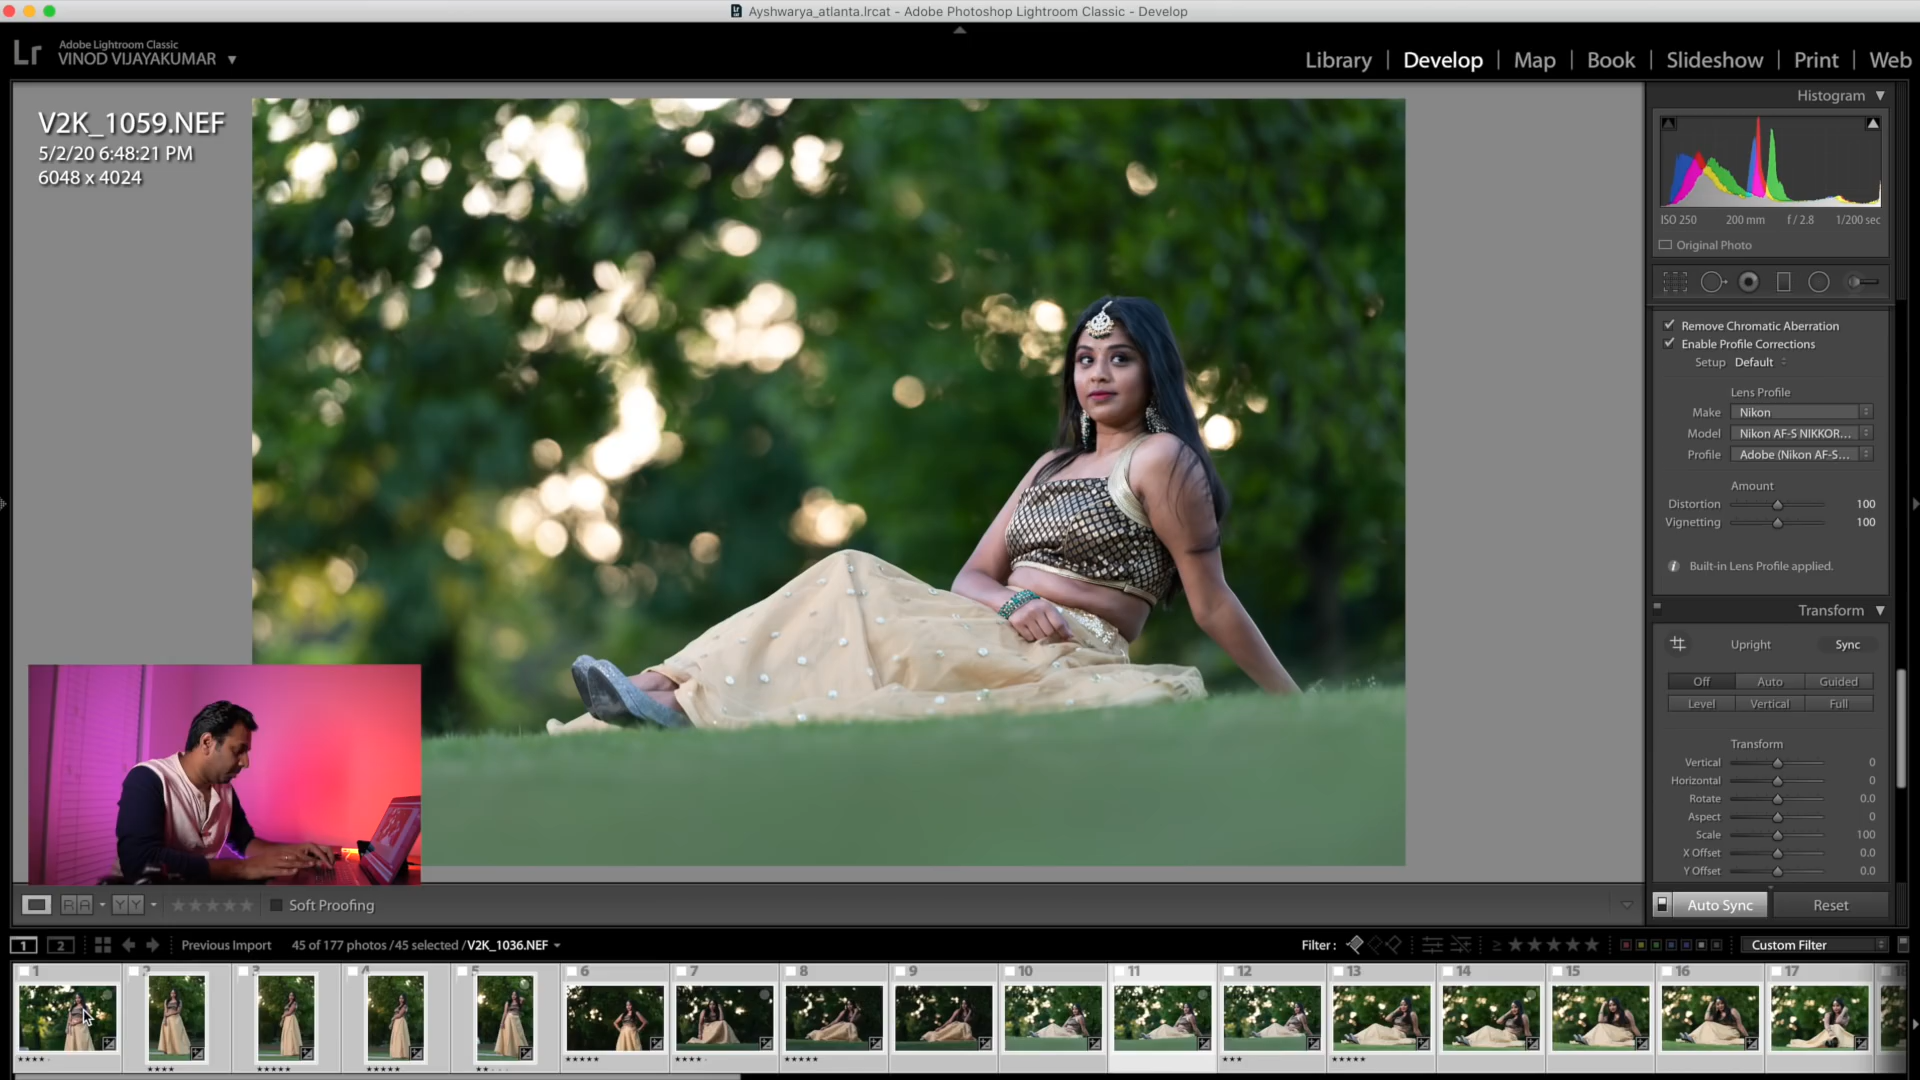 Ayshwarya_atlanta.lrcat - Adobe Photoshop Lightroom Classic - Develop
Lr
Adobe Lightroom Classic
VINOD VIJAYAKUMAR
Library | Develop | Map | Book | Slideshow | Print | Web
V2K_1059.NEF
5/2/20 6:48:21 PM
6048 x 4024
Histogram
ISO 250 200 mm f / 2.8 1/200 sec
Original Photo
Remove Chromatic Aberration
Enable Profile Corrections
Setup Default
Lens Profile
Make Nikon
Model Nikon AF-S NIKKOR...
Profile Adobe (Nikon AF-S...
Amount
Distortion 100
Vignetting 100
Built-in Lens Profile applied.
Transform
Upright Sync
Off Auto Guided
Level Vertical Full
Transform
Vertical 0
Horizontal 0
Rotate 0.0
Aspect 0
Scale 100
X Offset 0.0
Y Offset 0.0
RA YY Soft Proofing
Auto Sync Reset
1 2 Previous Import 45 of 177 photos /45 selected /V2K_1036.NEF
Filter : ≥ Custom Filter
1 2 3 4 5 6 7 8 9 10 11 12 13 14 15 16 17 18